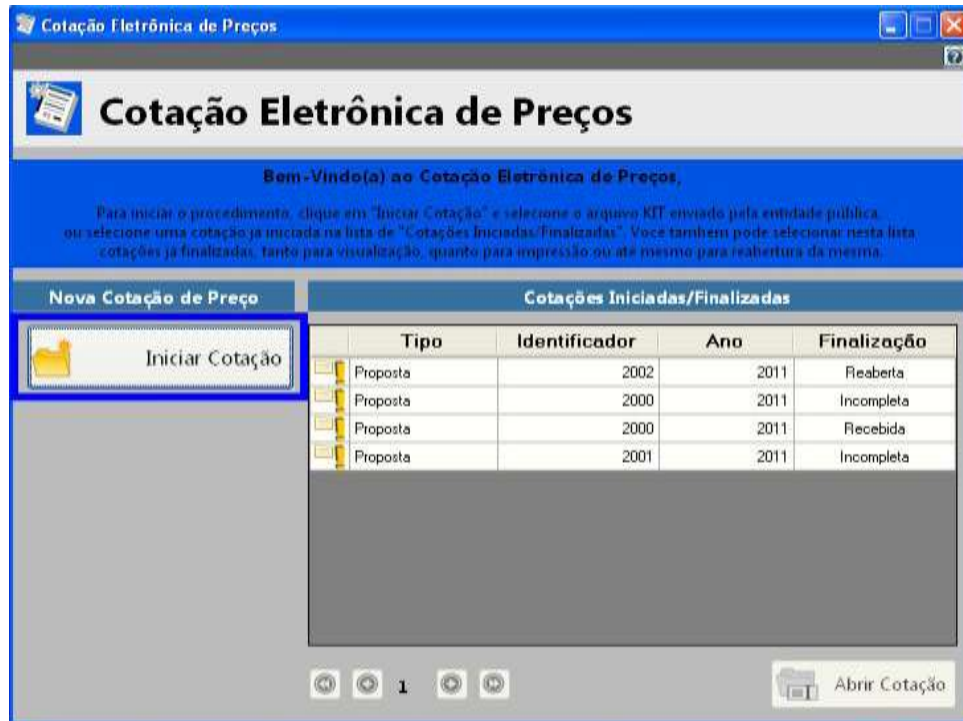 Cotação Eletrônica de Preços
Cotação Eletrônica de Preços
Bem-Vindo(a) ao Cotação Eletrônica de Preços,
Para iniciar o procedimento, clique em "Iniciar Cotação" e selecione o arquivo KIT enviado pela entidade pública,
ou selecione uma cotação ja iniciada na lista de "Cotações Iniciadas/Finalizadas". Você tambem pode selecionar nesta lista
cotações já finalizadas, tanto para visualização, quanto para impressão ou até mesmo para reabertura da mesma.
Nova Cotação de Preço
Cotações Iniciadas/Finalizadas
Iniciar Cotação
Tipo Identificador Ano Finalização
Proposta 2002 2011 Reaberta
Proposta 2000 2011 Incompleta
Proposta 2000 2011 Recebida
Proposta 2001 2011 Incompleta
1
Abrir Cotação